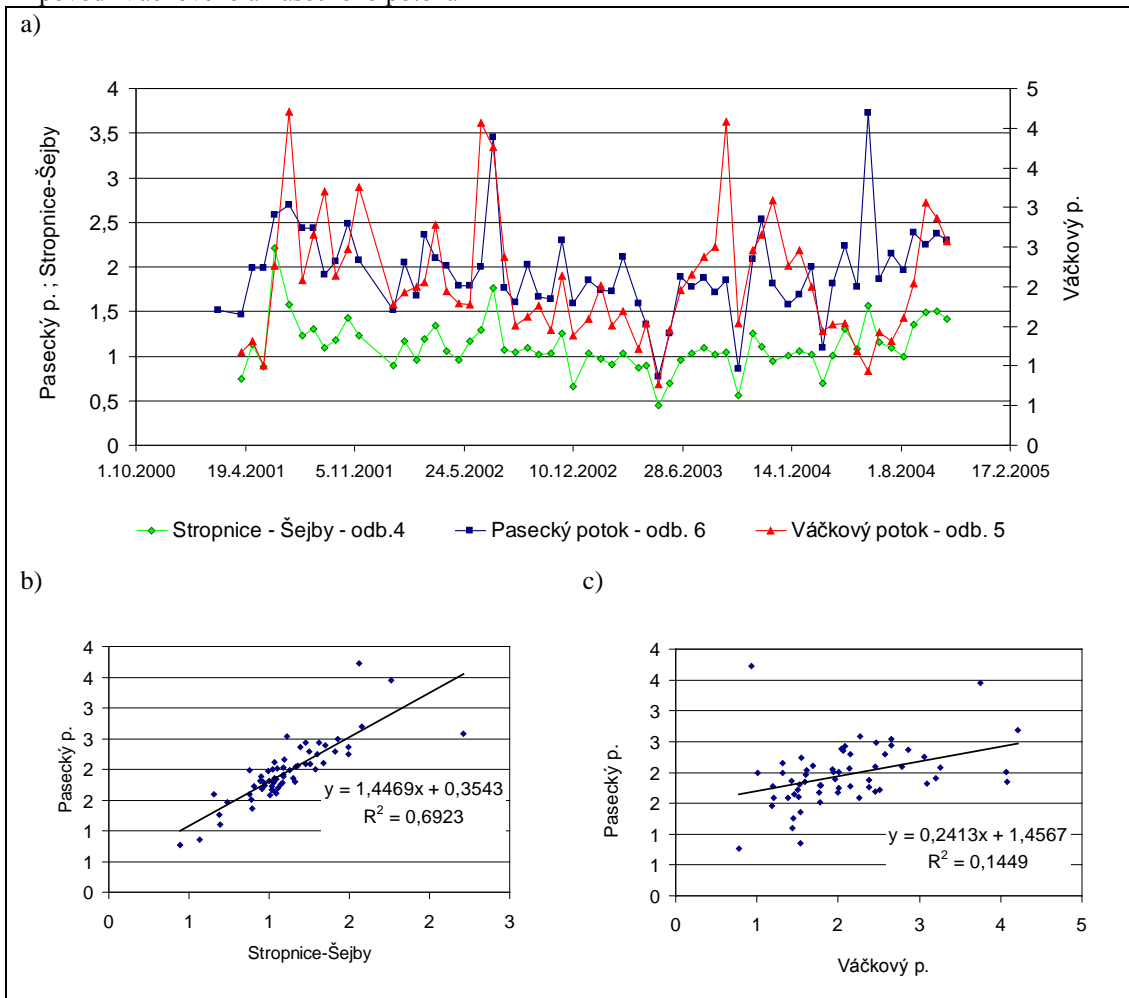 a)
4
3,5
3
2,5
2
1,5
1
0,5
0
Pasecký p. ; Stropnice-Šejby
5
4
4
3
3
2
2
1
1
0
Váčkový p.
1.10.2000 19.4.2001 5.11.2001 24.5.2002 10.12.2002 28.6.2003 14.1.2004 1.8.2004 17.2.2005
Stropnice - Šejby - odb.4 Pasecký potok - odb. 6 Váčkový potok - odb. 5
b)
4
4
3
3
2
2
1
1
0
Pasecký p.
y = 1,4469x + 0,3543
R² = 0,6923
0 1 1 2 2 3
Stropnice-Šejby
c)
4
4
3
3
2
2
1
1
0
Pasecký p.
y = 0,2413x + 1,4567
R² = 0,1449
0 1 2 3 4 5
Váčkový p.